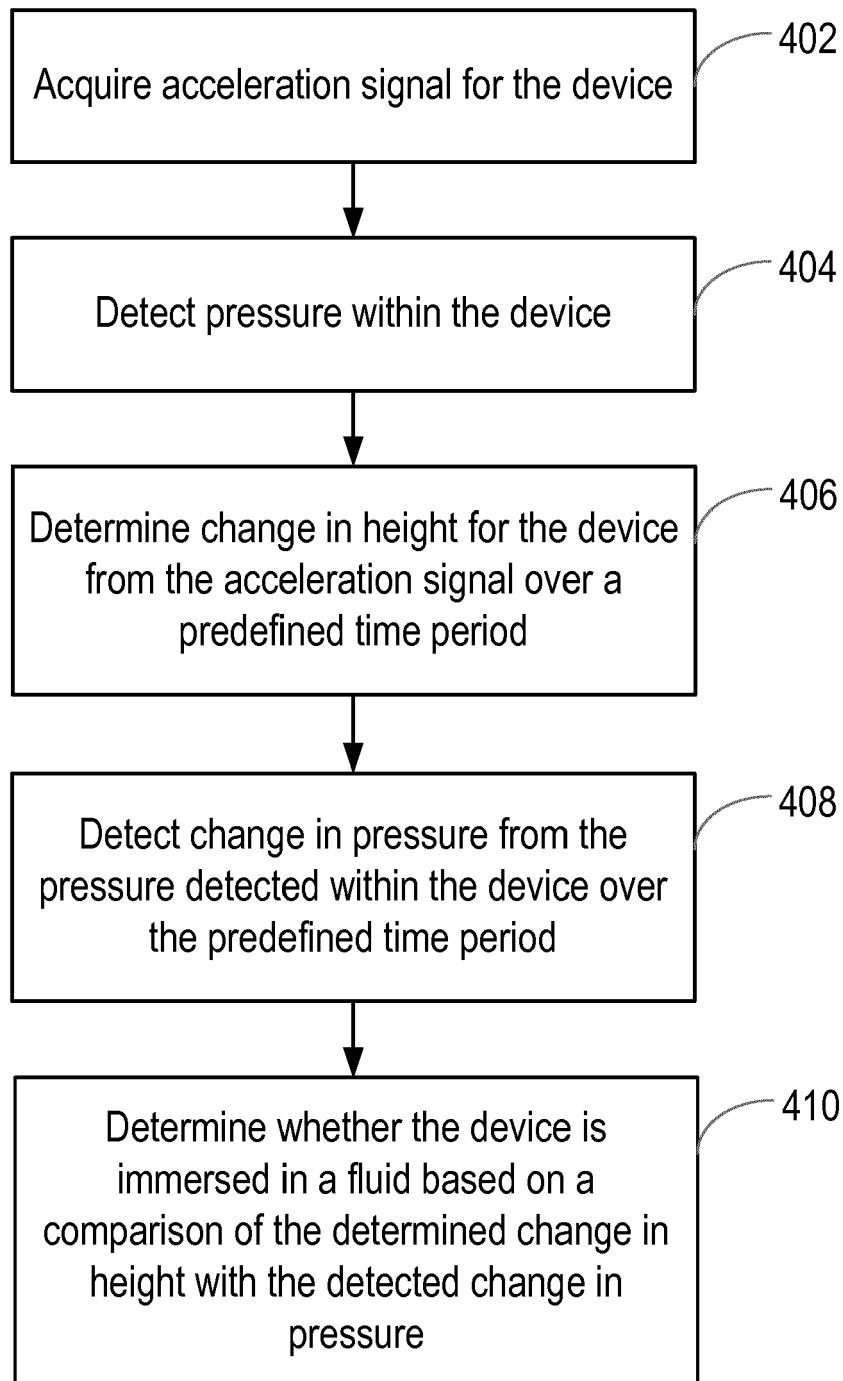 402
Acquire acceleration signal for the device
404
Detect pressure within the device
406
Determine change in height for the device
from the acceleration signal over a
predefined time period
408
Detect change in pressure from the
pressure detected within the device over
the predefined time period
410
Determine whether the device is
immersed in a fluid based on a
comparison of the determined change in
height with the detected change in
pressure